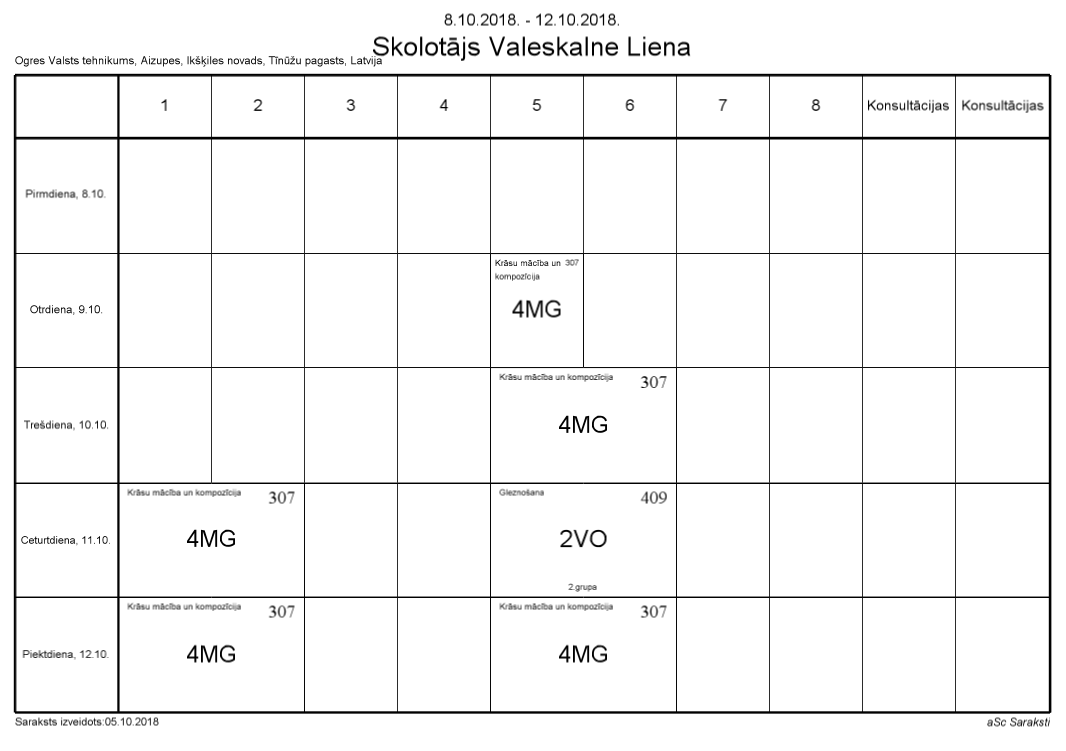 8.10.2018. - 12.10.2018.
Skolotājs Valeskalne Liena
Ogres Valsts tehnikums, Aizupes, Ikšķiles novads, Tīnūžu pagasts, Latvija
1 2 3 4 5 6 7 8 Konsultācijas Konsultācijas
Pirmdiena, 8.10.
Krāsu mācība un 307
kompozīcija
Otrdiena, 9.10. 4MG
Krāsu mācība un kompozīcija 307
Trešdiena, 10.10. 4MG
Krāsu mācība un kompozīcija 307 Gleznošana 409
Ceturtdiena, 11.10. 4MG 2VO
2.grupa
Krāsu mācība un kompozīcija 307 Krāsu mācība un kompozīcija 307
Piektdiena, 12.10. 4MG 4MG
Saraksts izveidots:05.10.2018 aSc Saraksti